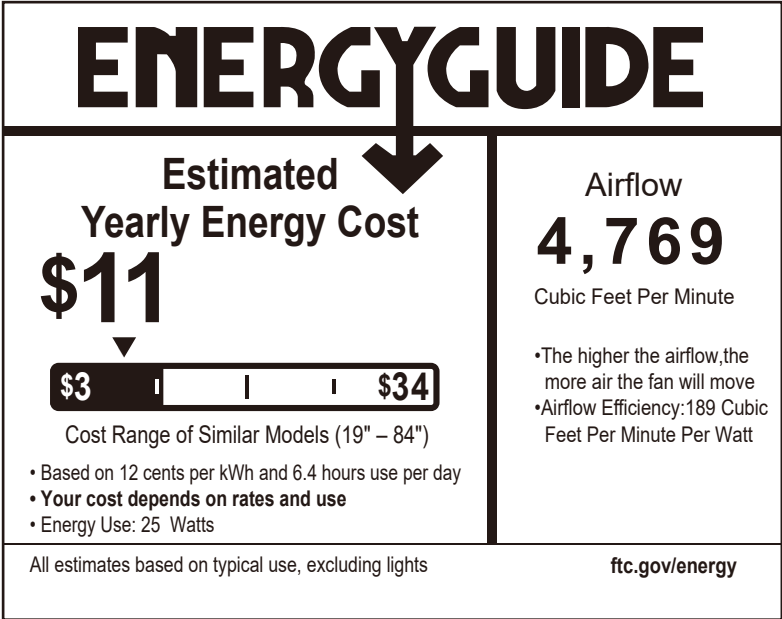 ENERGYGUIDE
Estimated
Yearly Energy Cost
$11
$3
$34
Cost Range of Similar Models (19" – 84")
• Based on 12 cents per kWh and 6.4 hours use per day
• Your cost depends on rates and use
• Energy Use: 25 Watts
Airflow
4,769
Cubic Feet Per Minute
•The higher the airflow,the
more air the fan will move
•Airflow Efficiency:189 Cubic
Feet Per Minute Per Watt
All estimates based on typical use, excluding lights
ftc.gov/energy